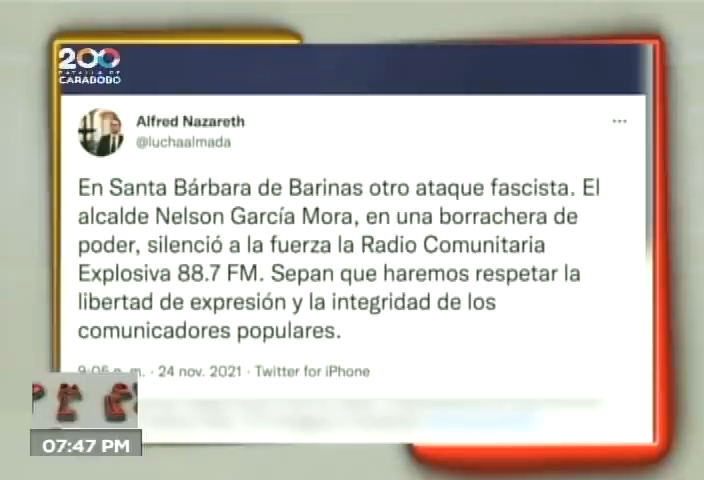 200
BATALLA DE
CARABOBO
Alfred Nazareth
@luchaalmada
En Santa Bárbara de Barinas otro ataque fascista. El
alcalde Nelson García Mora, en una borrachera de
poder, silenció a la fuerza la Radio Comunitaria
Explosiva 88.7 FM. Sepan que haremos respetar la
libertad de expresión y la integridad de los
comunicadores populares.
9:06 p. m. · 24 nov. 2021 · Twitter for iPhone
07:47 PM